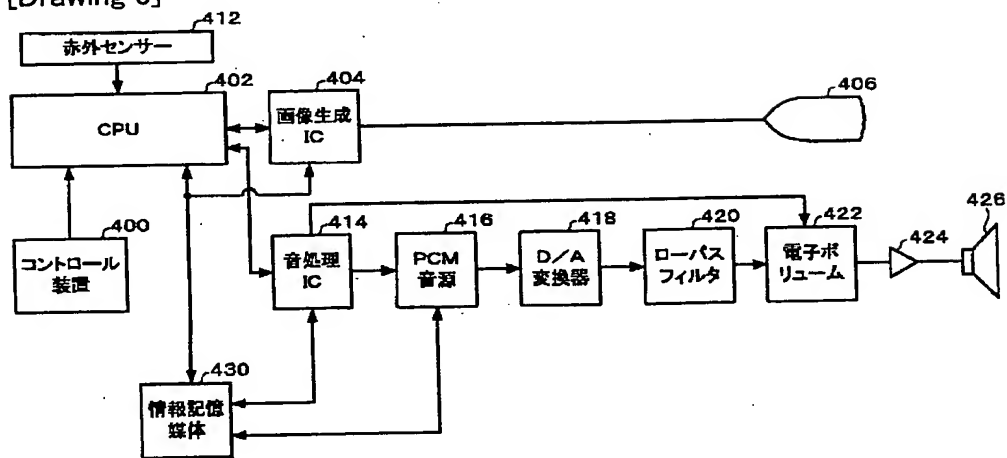 412
赤外センサー
402
CPU
404
画像生成
IC
406
400
コントロール
装置
414
音処理
IC
416
PCM
音源
418
D/A
変換器
420
ローパス
フィルタ
422
電子ボ
リューム
424
426
430
情報記憶
媒体